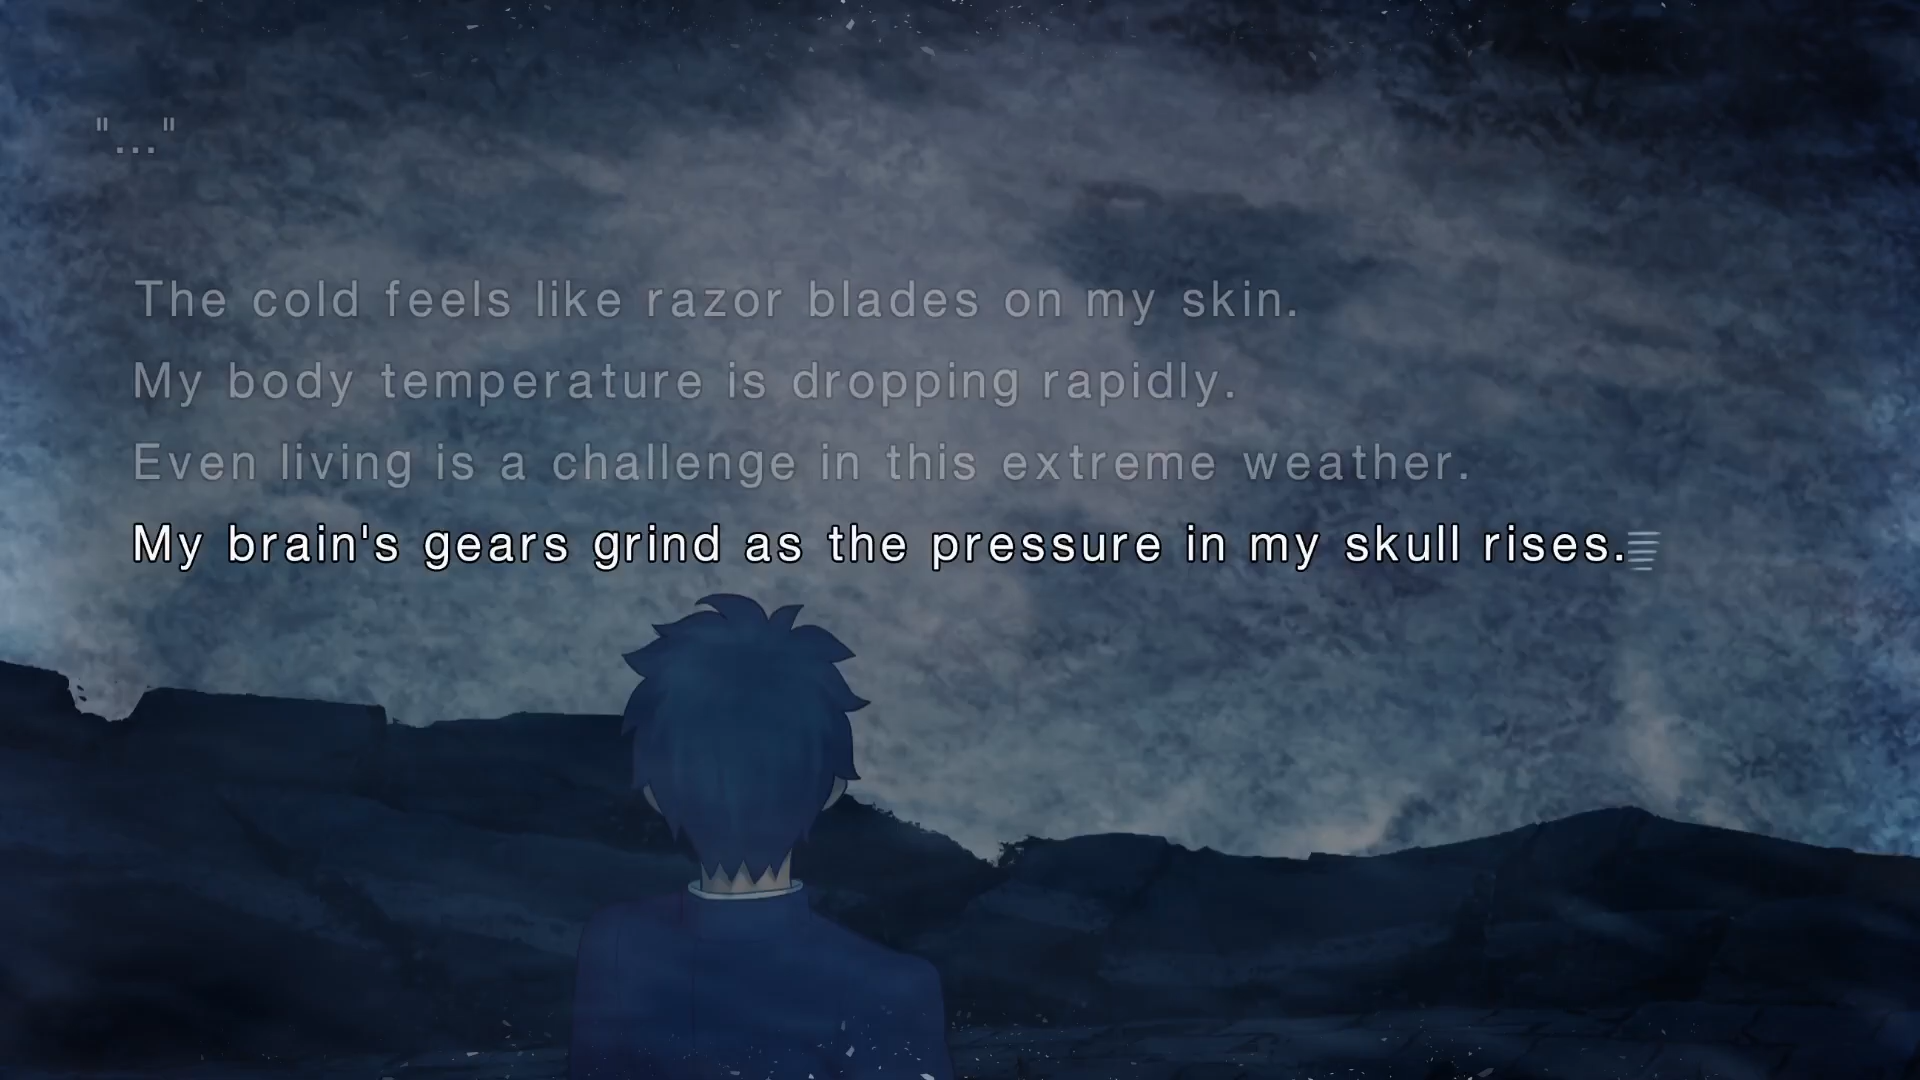 "..."
The cold feels like razor blades on my skin.
My body temperature is dropping rapidly.
Even living is a challenge in this extreme weather.
My brain's gears grind as the pressure in my skull rises.